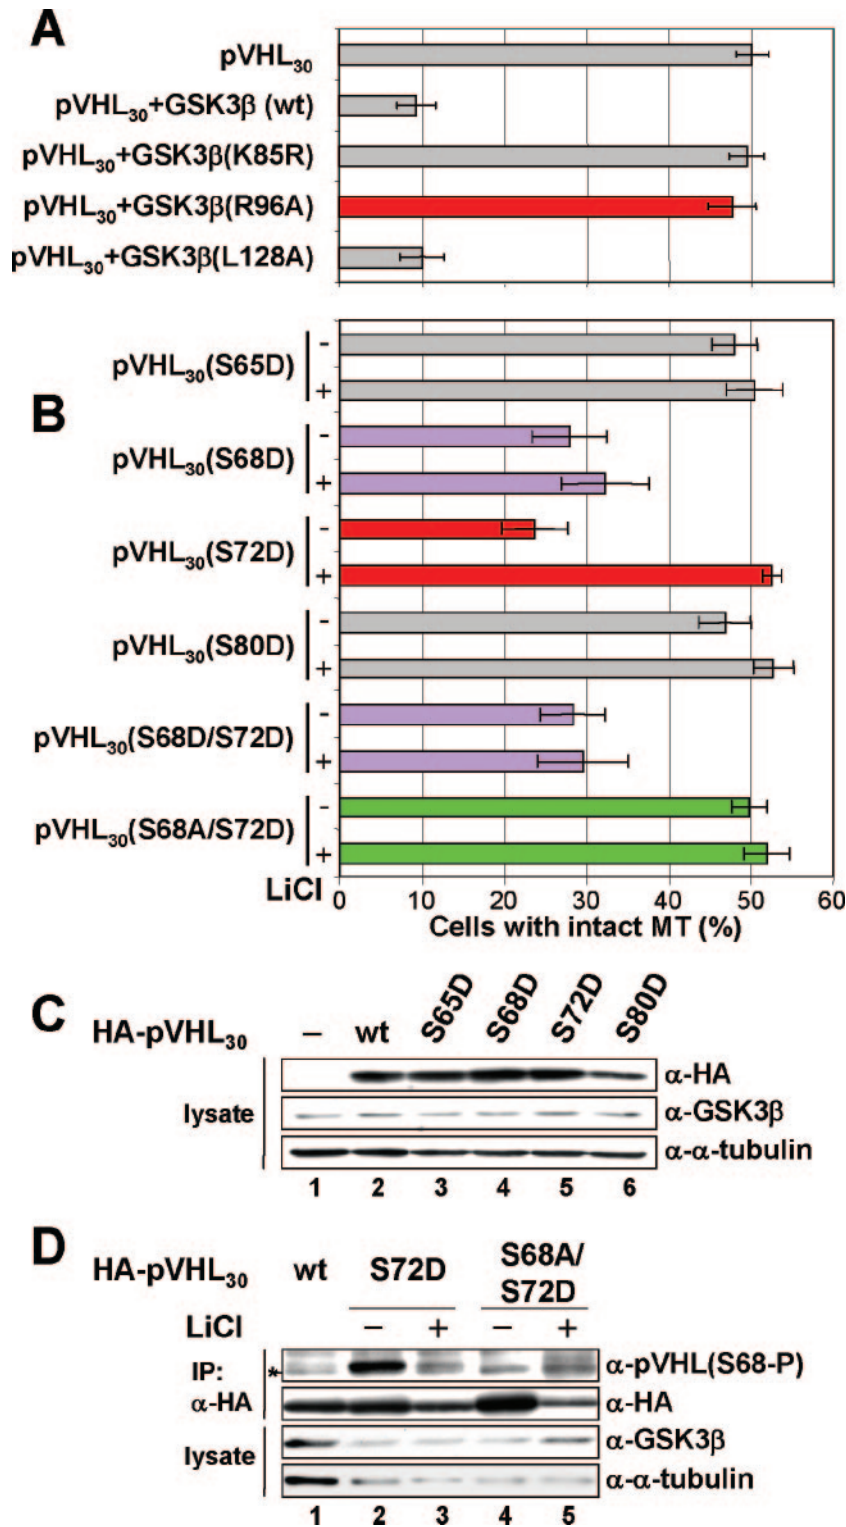 A
pVHL30
pVHL30+GSK3β (wt)
pVHL30+GSK3β(K85R)
pVHL30+GSK3β(R96A)
pVHL30+GSK3β(L128A)
B
pVHL30(S65D)
-
+
pVHL30(S68D)
-
+
pVHL30(S72D)
-
+
pVHL30(S80D)
-
+
pVHL30(S68D/S72D)
-
+
pVHL30(S68A/S72D)
-
+
LiCl
0 10 20 30 40 50 60
Cells with intact MT (%)
C
HA-pVHL30 – wt S65D S68D S72D S80D
lysate
α-HA
α-GSK3β
α-α-tubulin
1 2 3 4 5 6
D
HA-pVHL30 wt S72D S68A/
S72D
LiCl – + – +
IP:
α-HA
* α-pVHL(S68-P)
α-HA
lysate
α-GSK3β
α-α-tubulin
1 2 3 4 5